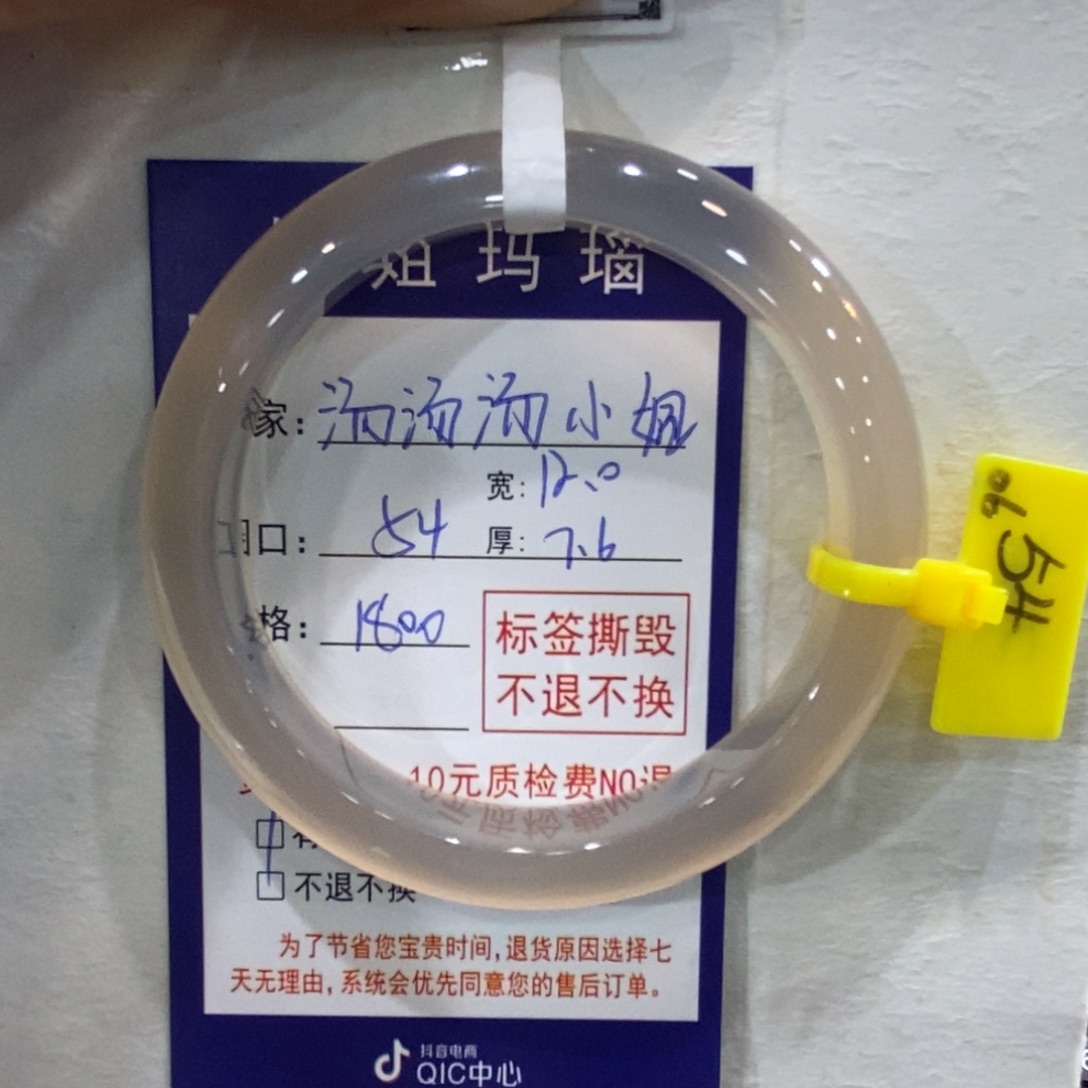 姐玛瑙
家：汤汤汤小姐
宽：12.0
圈口：54
厚：7.6
格：1800
标签撕毁
不退不换
10元质检费NO退
不退不换
为了节省您宝贵时间，退货原因选择七
天无理由，系统会优先同意您的售后订单。
抖音电商
QIC中心
54